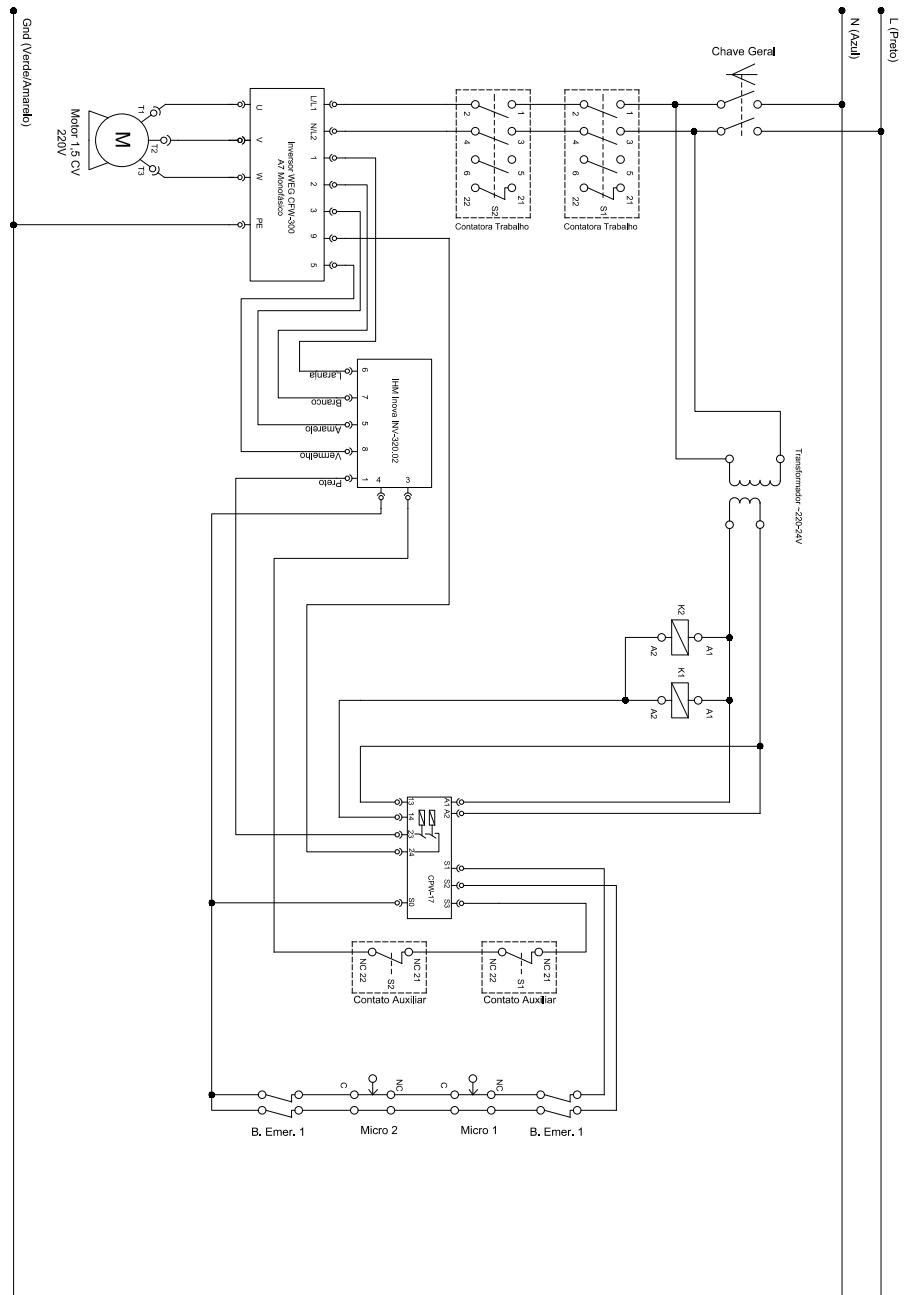 L (Preto)
N (Azul)
Gnd (Verde/Amarelo)
Chave Geral
Contatora Trabalho
S1
1
2
3
4
5
6
21
22
Contatora Trabalho
S2
1
2
3
4
5
6
21
22
Inversor WEG CFW-300
A7 Monofásico
L/L1
N/L2
1
2
3
9
5
U
V
W
PE
T1
T2
T3
M
Motor 1,5 CV
220V
IHM Inova INV-320.02
6
7
5
8
1
4
3
Laranja
Branco
Amarelo
Vermelho
Preto
Transformador ~220-24V
K2
A1
A2
K1
A1
A2
CPW-17
A1
A2
13
14
23
24
S1
S2
S3
S0
NC 21
NC 22
S2
Contato Auxiliar
NC 21
NC 22
S1
Contato Auxiliar
C
NC
C
NC
B. Emer. 1
Micro 2
Micro 1
B. Emer. 1